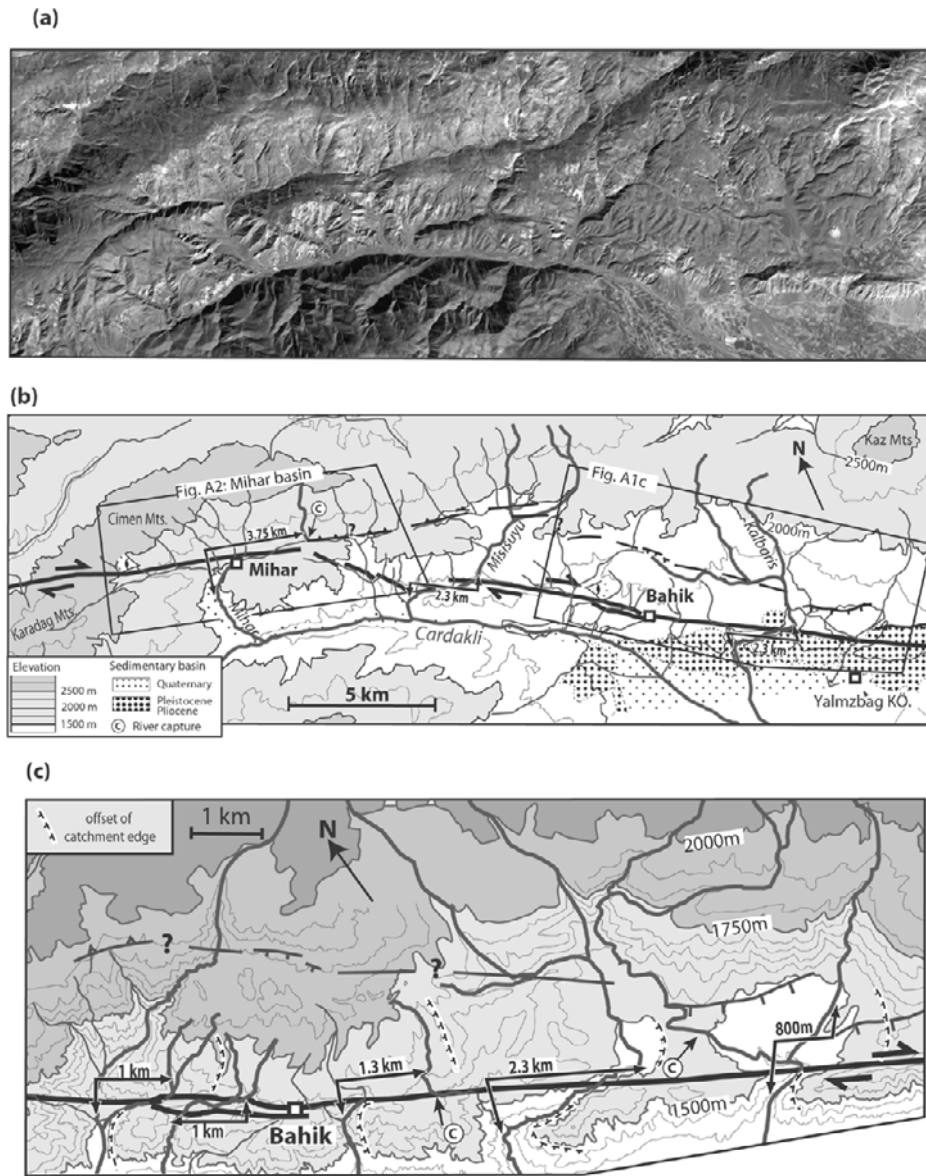 (a)
(b)
Kaz Mts
2500m
N
Fig. A2: Mihar basin
Fig. A1c
Cimen Mts.
C
2000m
3.75 km
?
Misisuyu
Kalbaris
Mihar
2.3 km
Bahik
Karadag Mts
Mihar
Cardakli
2.3 km
Elevation
2500 m
2000 m
1500 m
Sedimentary basin
Quaternary
Pleistocene
Pliocene
C River capture
5 km
Yalmzbag KÖ.
(c)
offset of
catchment edge
1 km
N
2000m
1750m
?
?
800m
1 km
1.3 km
2.3 km
C
1 km
Bahik
C
1500m